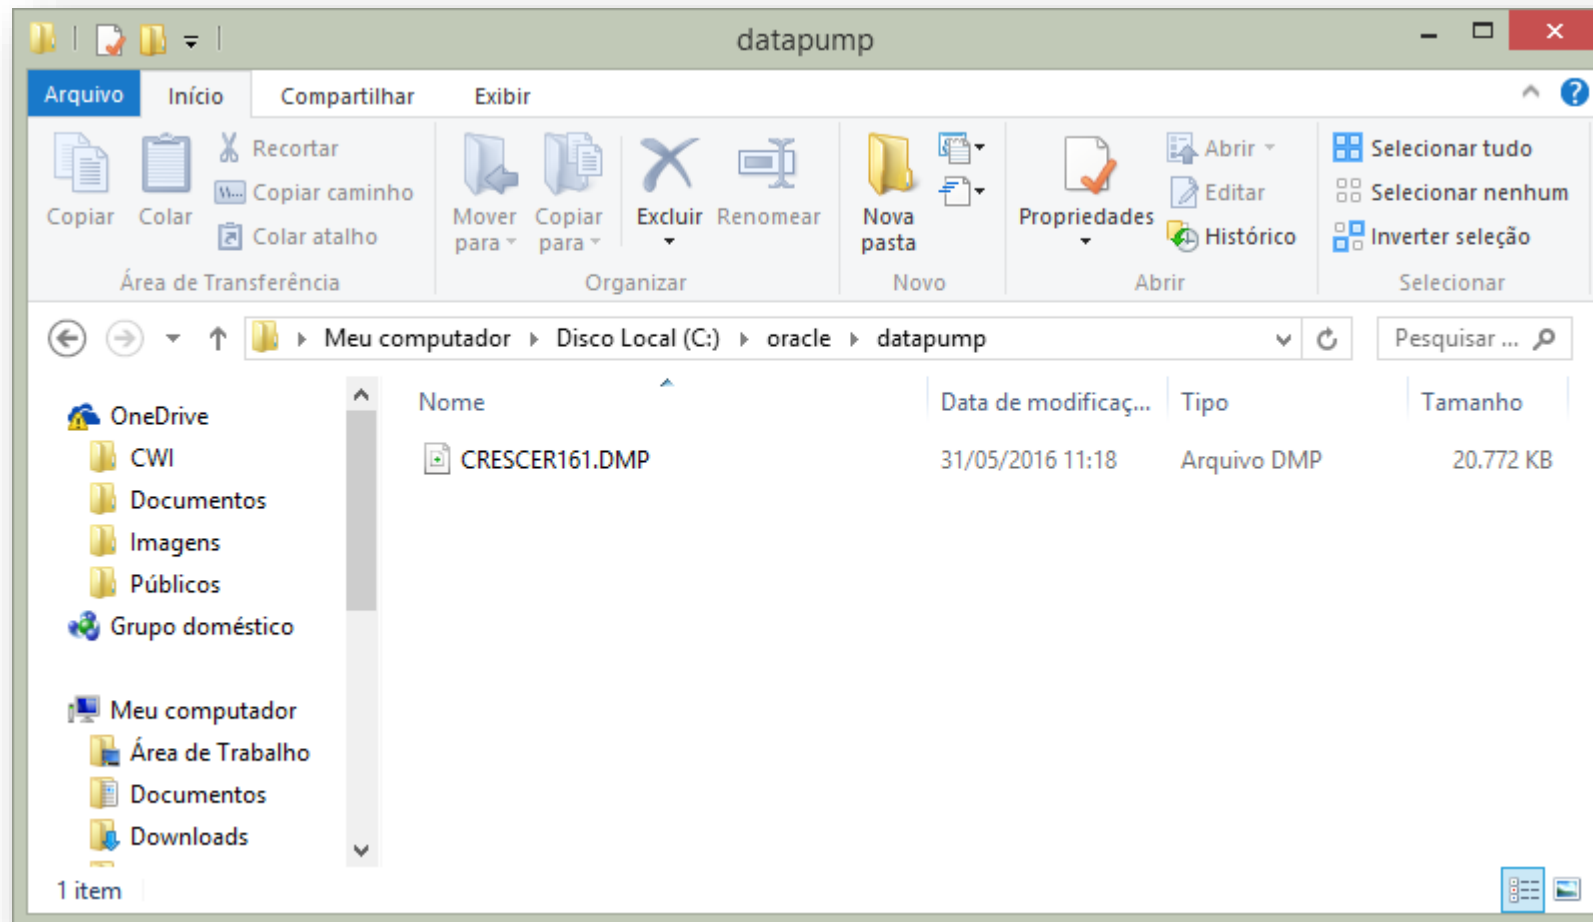 datapump
Arquivo Início Compartilhar Exibir
Copiar
Colar
Recortar
Copiar caminho
Colar atalho
Área de Transferência
Mover para
Copiar para
Excluir
Renomear
Organizar
Nova pasta
Novo
Propriedades
Abrir
Editar
Histórico
Abrir
Selecionar tudo
Selecionar nenhum
Inverter seleção
Selecionar
Meu computador Disco Local (C:) oracle datapump
Pesquisar ...
OneDrive
CWI
Documentos
Imagens
Públicos
Grupo doméstico
Meu computador
Área de Trabalho
Documentos
Downloads
Nome Data de modificaç... Tipo Tamanho
CRESCER161.DMP 31/05/2016 11:18 Arquivo DMP 20.772 KB
1 item